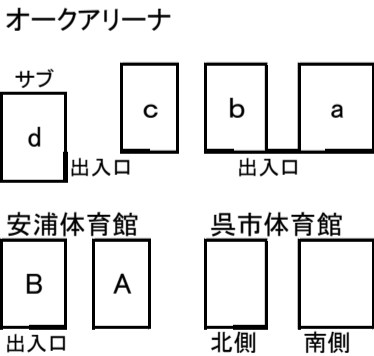 オークアリーナ
サブ
d c b a
出入口 出入口
安浦体育館 呉市体育館
B A
出入口 北側 南側